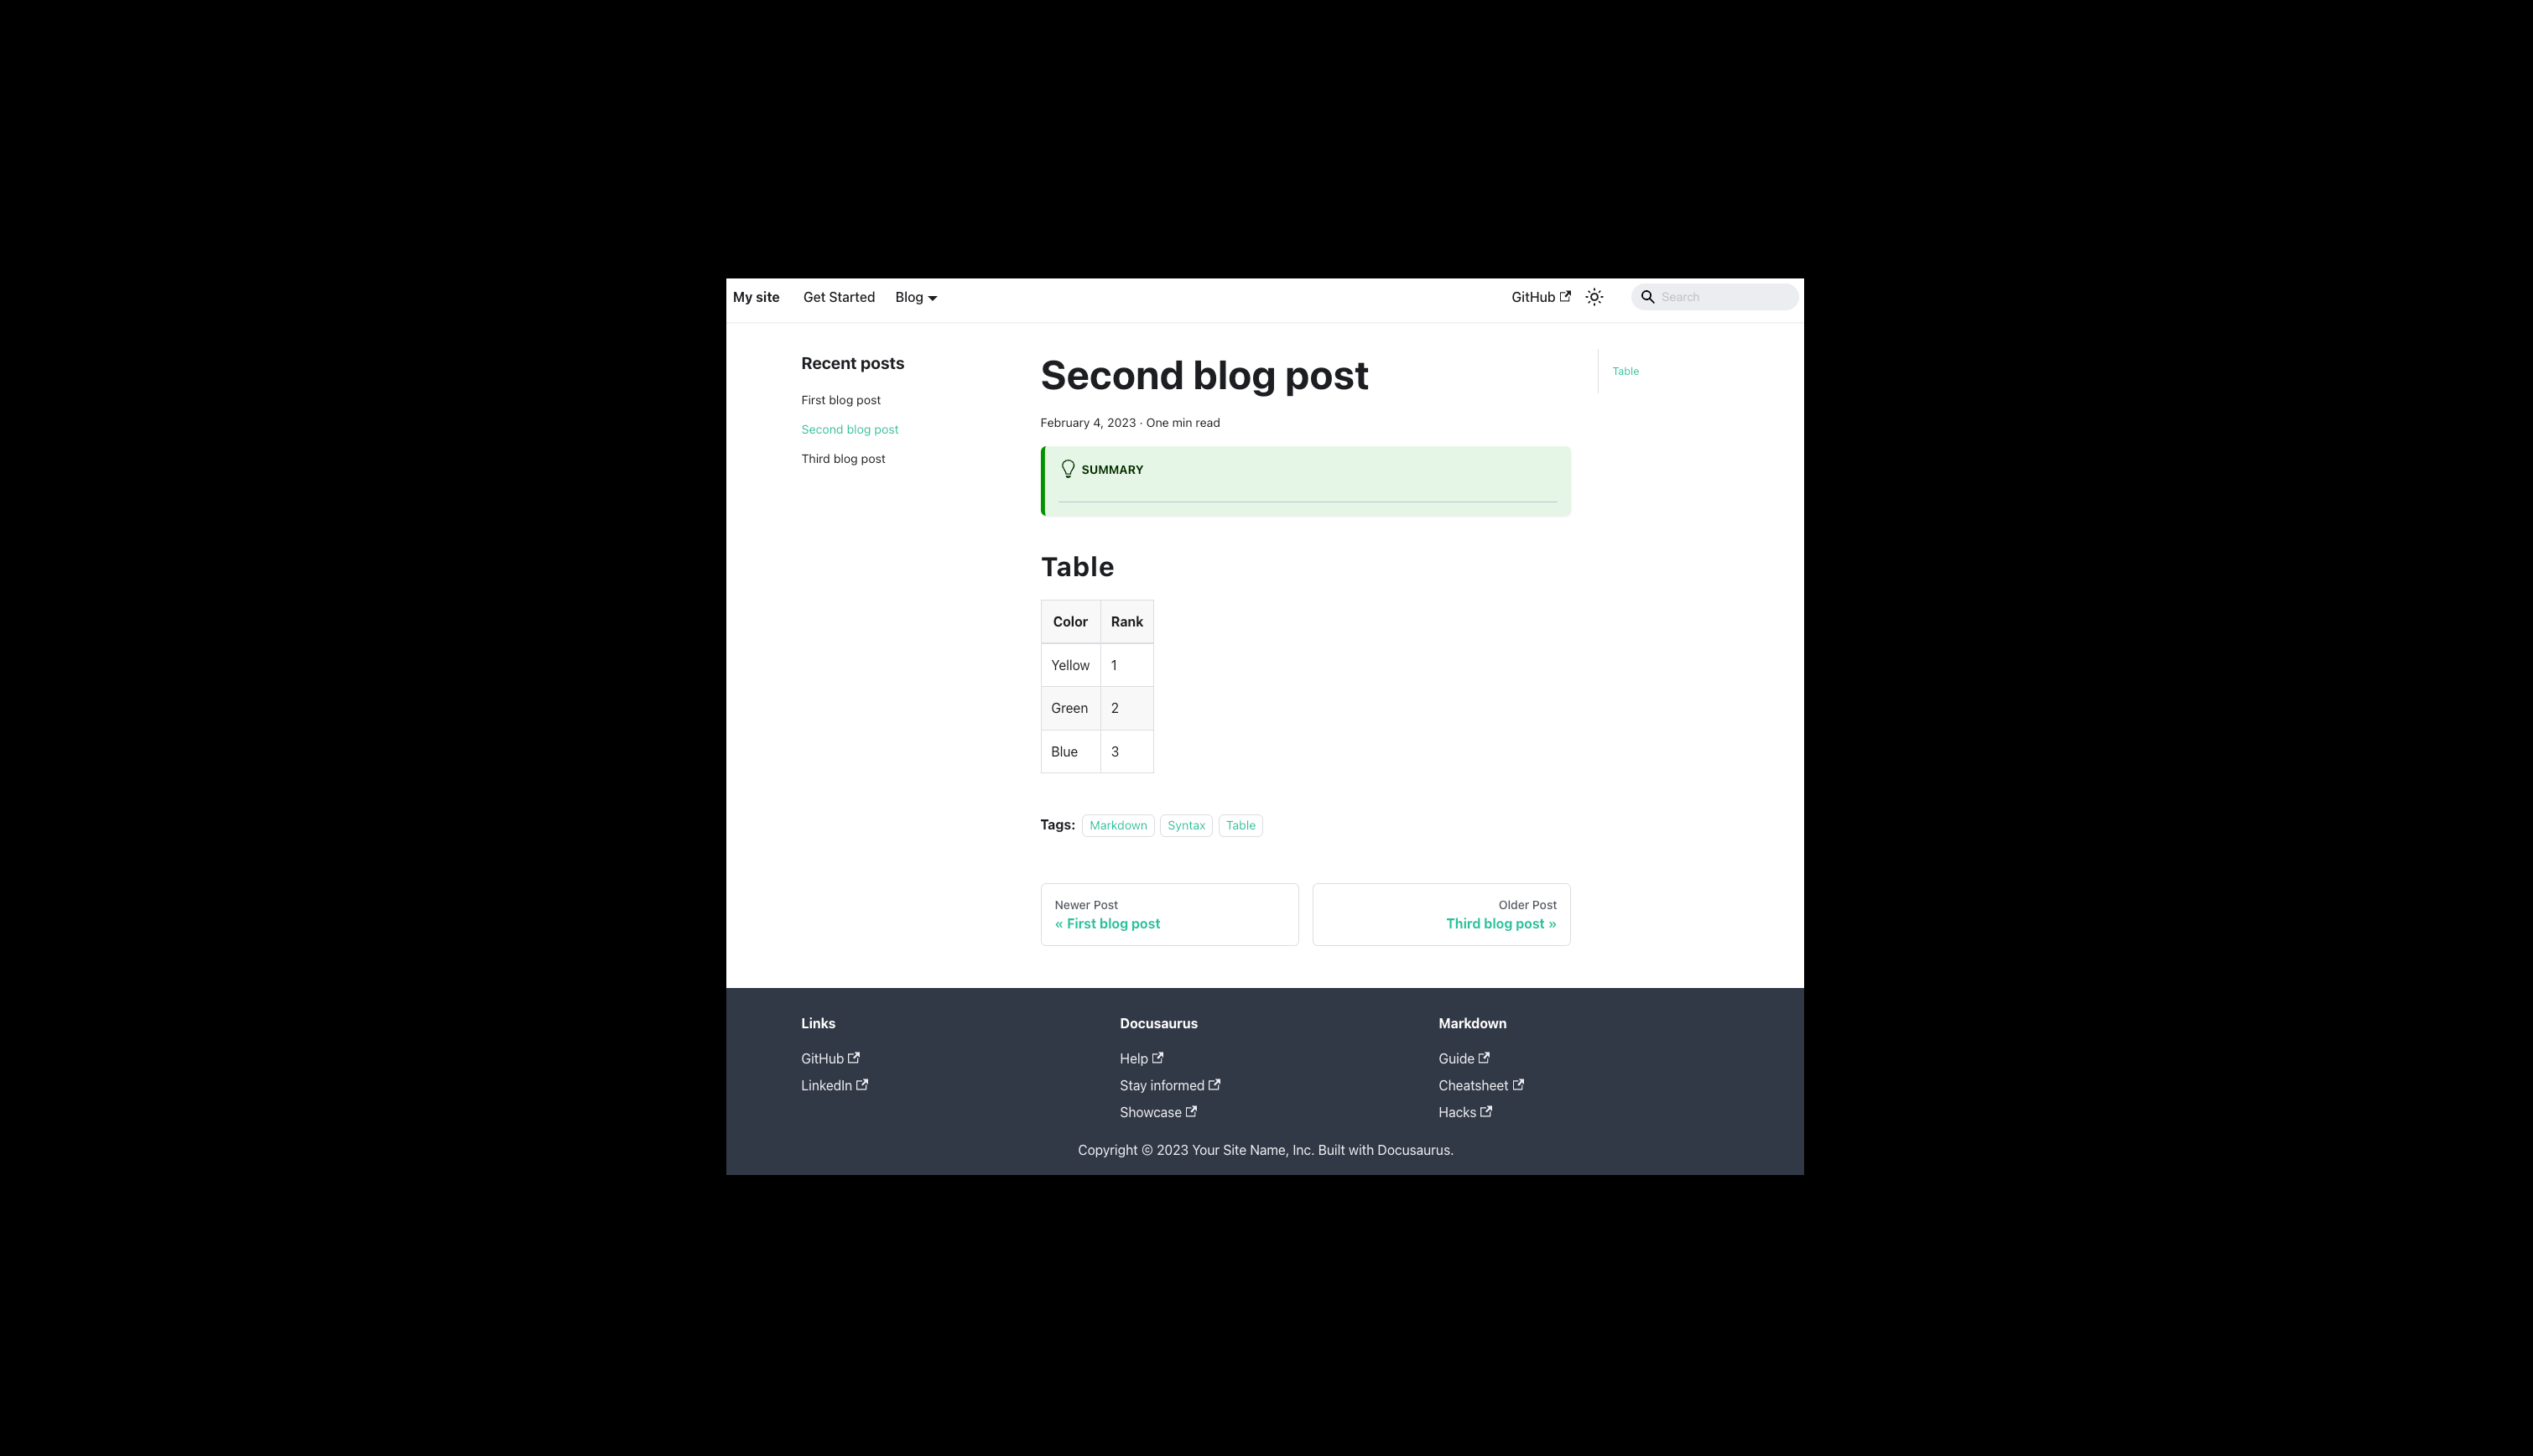 My site Get Started Blog GitHub Search
Recent posts
First blog post
Second blog post
Third blog post
Second blog post
February 4, 2023 · One min read
SUMMARY
Table
Color Rank
Yellow 1
Green 2
Blue 3
Tags: Markdown Syntax Table
Newer Post
« First blog post
Older Post
Third blog post »
Table
Links
GitHub
LinkedIn
Docusaurus
Help
Stay informed
Showcase
Markdown
Guide
Cheatsheet
Hacks
Copyright © 2023 Your Site Name, Inc. Built with Docusaurus.